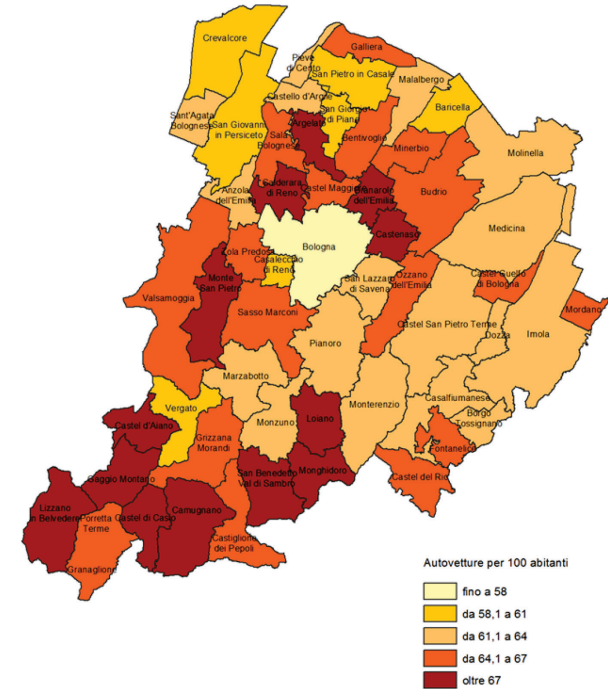 Crevalcore
Galliera
Pieve
di Cento
San Pietro in Casale
Malalbergo
Castello d'Argile
San Giorgio
di Piano
Baricella
Sant'Agata
Bolognese
San Giovanni
in Persiceto
Argelato
Sala
Bolognese
Bentivoglio
Minerbio
Molinella
Anzola
dell'Emilia
Calderara
di Reno
Castel Maggiore
Granarolo
dell'Emilia
Budrio
Castenaso
Medicina
Bologna
Zola Predosa
Casalecchio
di Reno
San Lazzaro
di Savena
Ozzano
dell'Emilia
Castel Guelfo
di Bologna
Monte
San Pietro
Valsamoggia
Sasso Marconi
Mordano
Castel San Pietro Terme
Dozza
Imola
Pianoro
Marzabotto
Monterenzio
Casalfiumanese
Borgo
Tossignano
Vergato
Loiano
Monzuno
Castel d'Aiano
Grizzana
Morandi
Fontanelice
San Benedetto
Val di Sambro
Monghidoro
Castel del Rio
Gaggio Montano
Lizzano
in Belvedere
Porretta
Terme
Castel di Casio
Camugnano
Castiglione
dei Pepoli
Granaglione
Autovetture per 100 abitanti
fino a 58
da 58,1 a 61
da 61,1 a 64
da 64,1 a 67
oltre 67